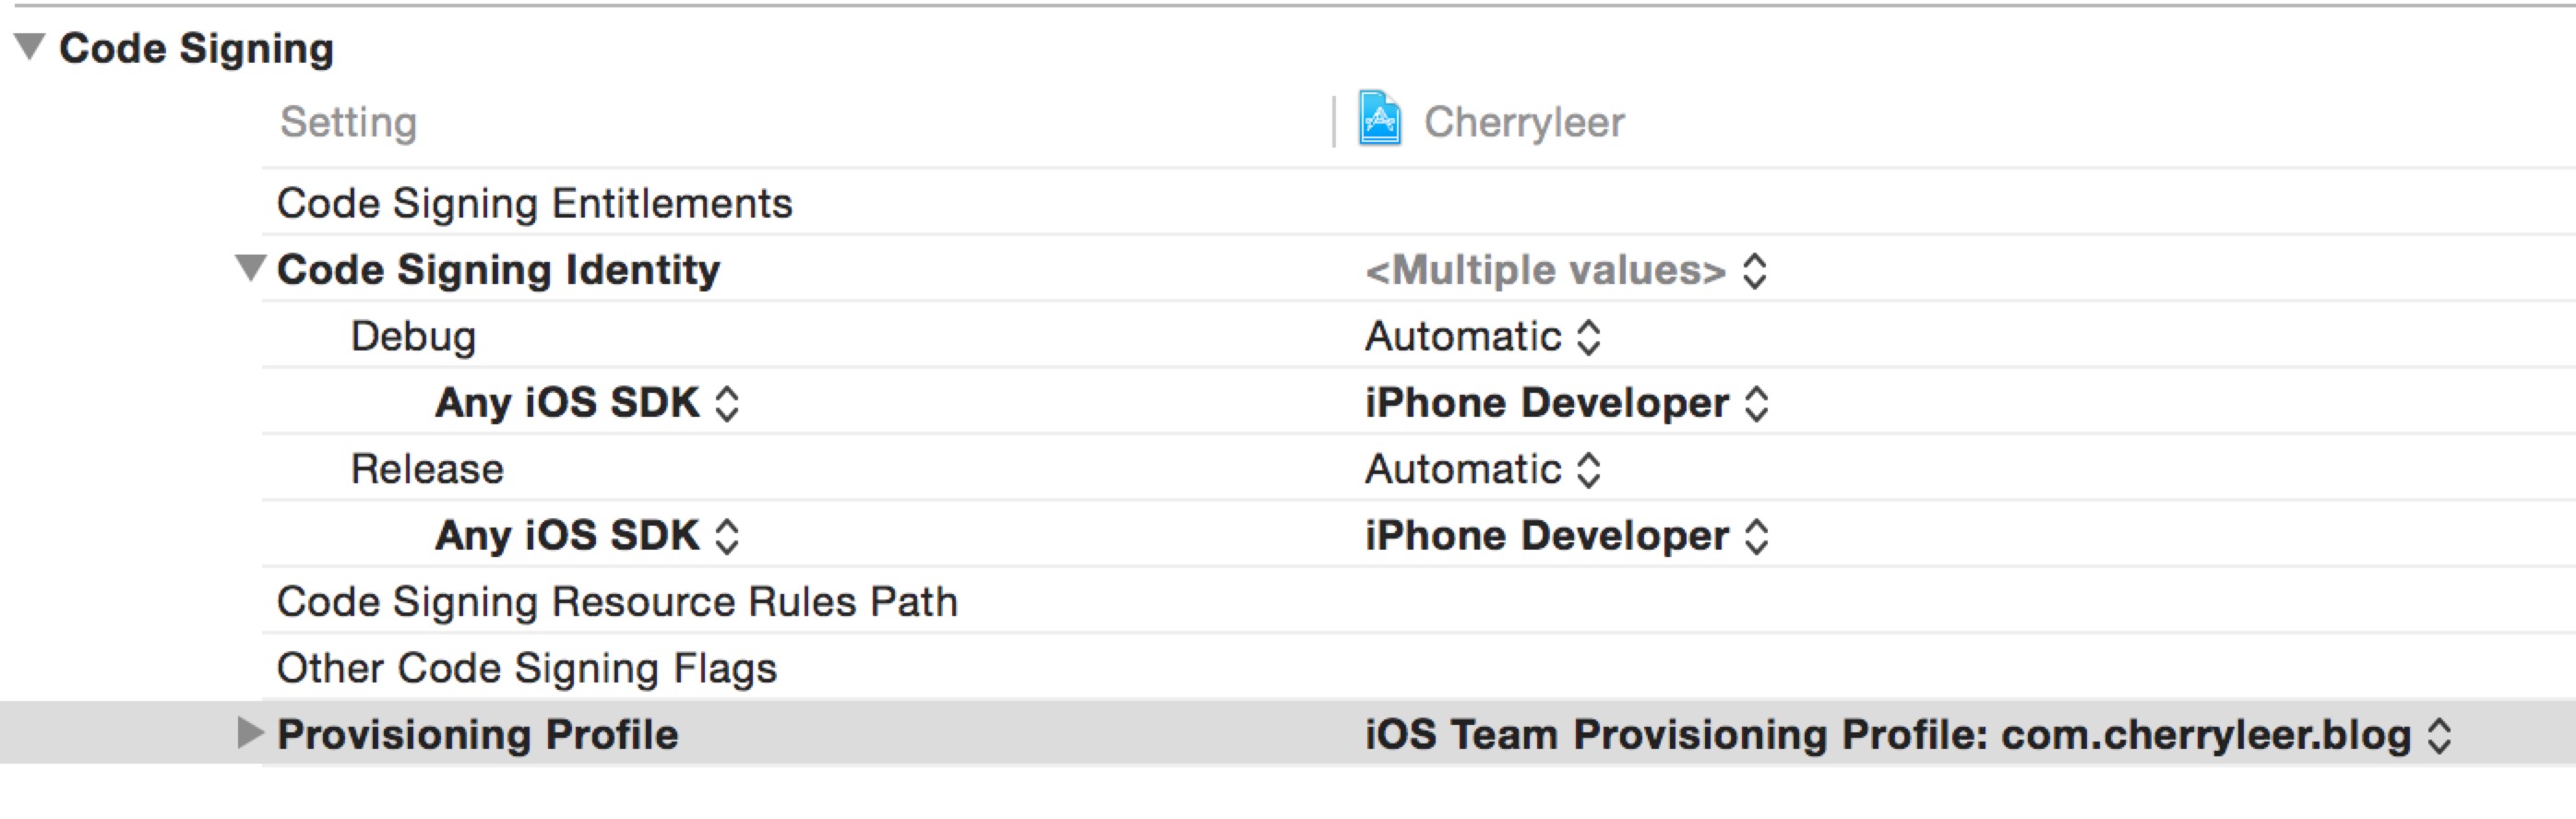 Code Signing
Setting Cherryleer
Code Signing Entitlements
Code Signing Identity <Multiple values>
Debug Automatic
Any iOS SDK iPhone Developer
Release Automatic
Any iOS SDK iPhone Developer
Code Signing Resource Rules Path
Other Code Signing Flags
Provisioning Profile iOS Team Provisioning Profile: com.cherryleer.blog